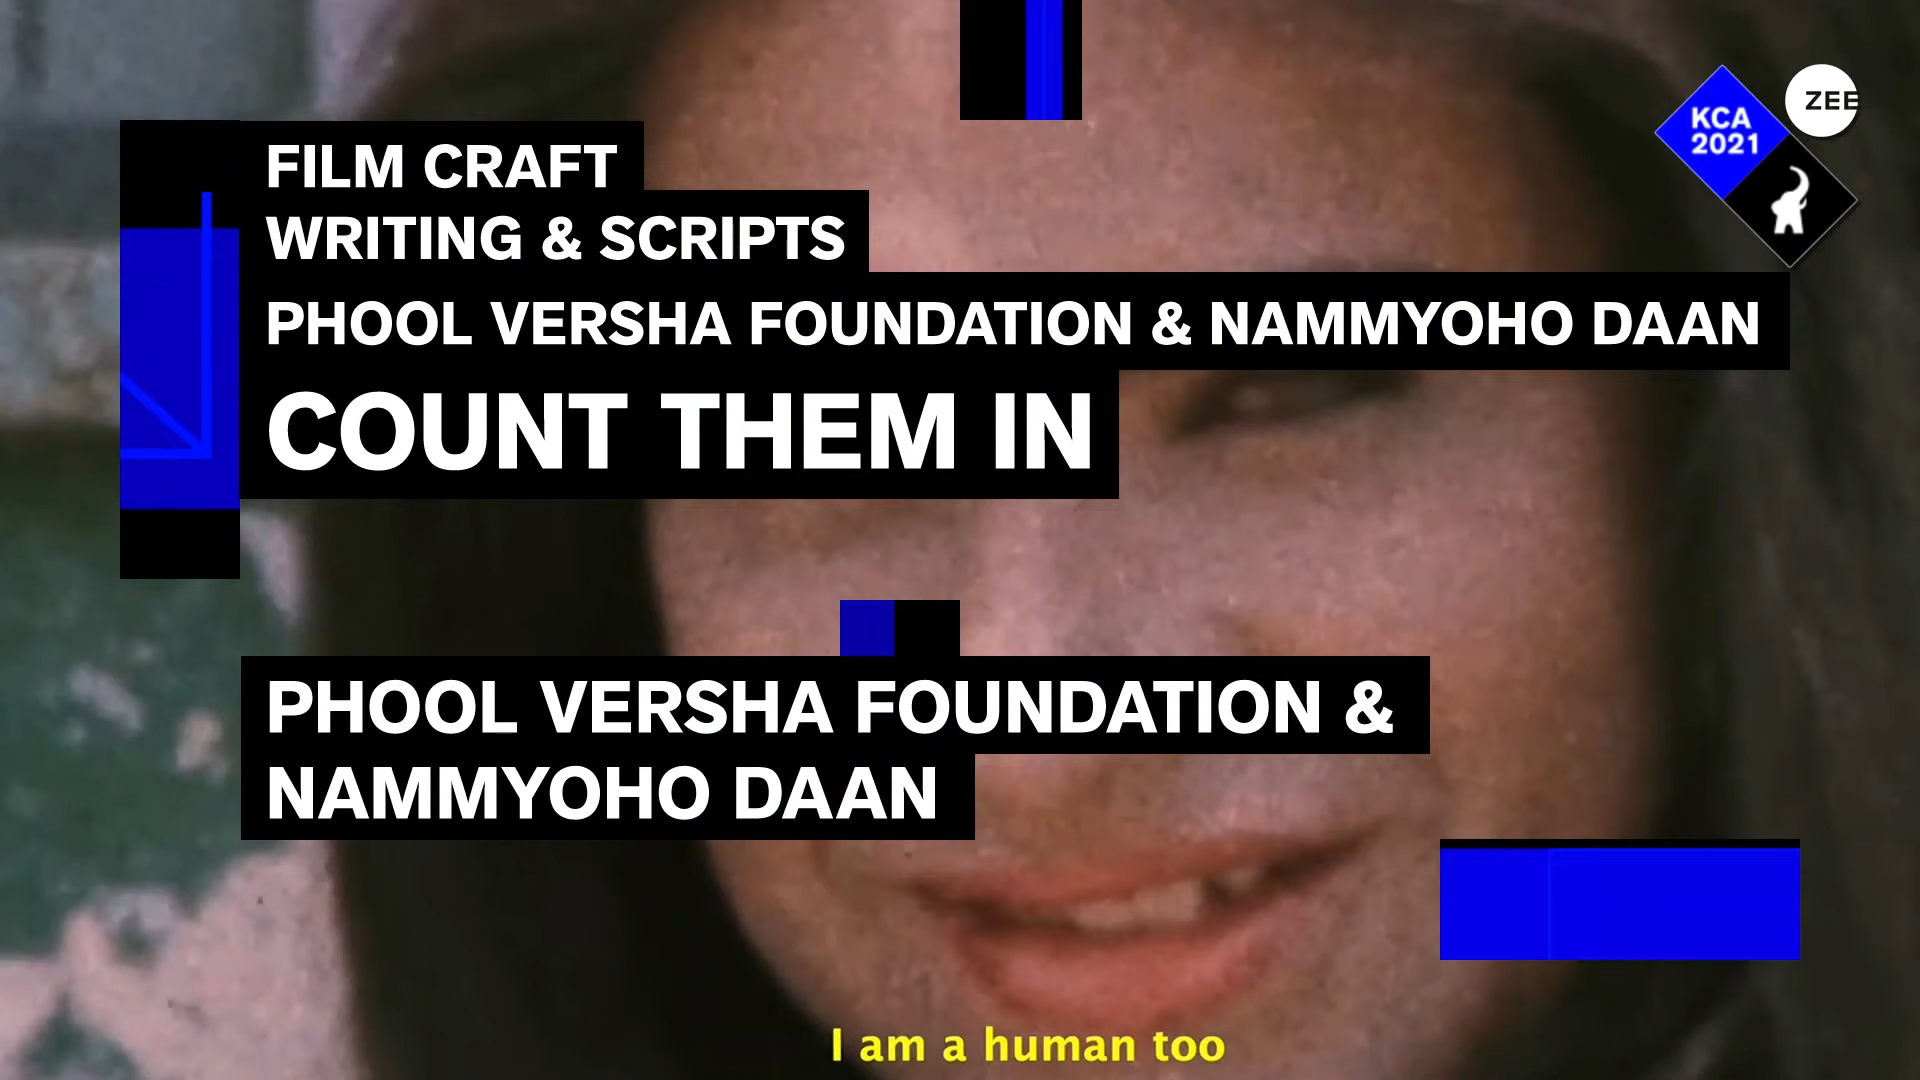 FILM CRAFT
WRITING & SCRIPTS
PHOOL VERSHA FOUNDATION & NAMMYOHO DAAN
COUNT THEM IN
KCA
2021
ZEE
PHOOL VERSHA FOUNDATION &
NAMMYOHO DAAN
I am a human too